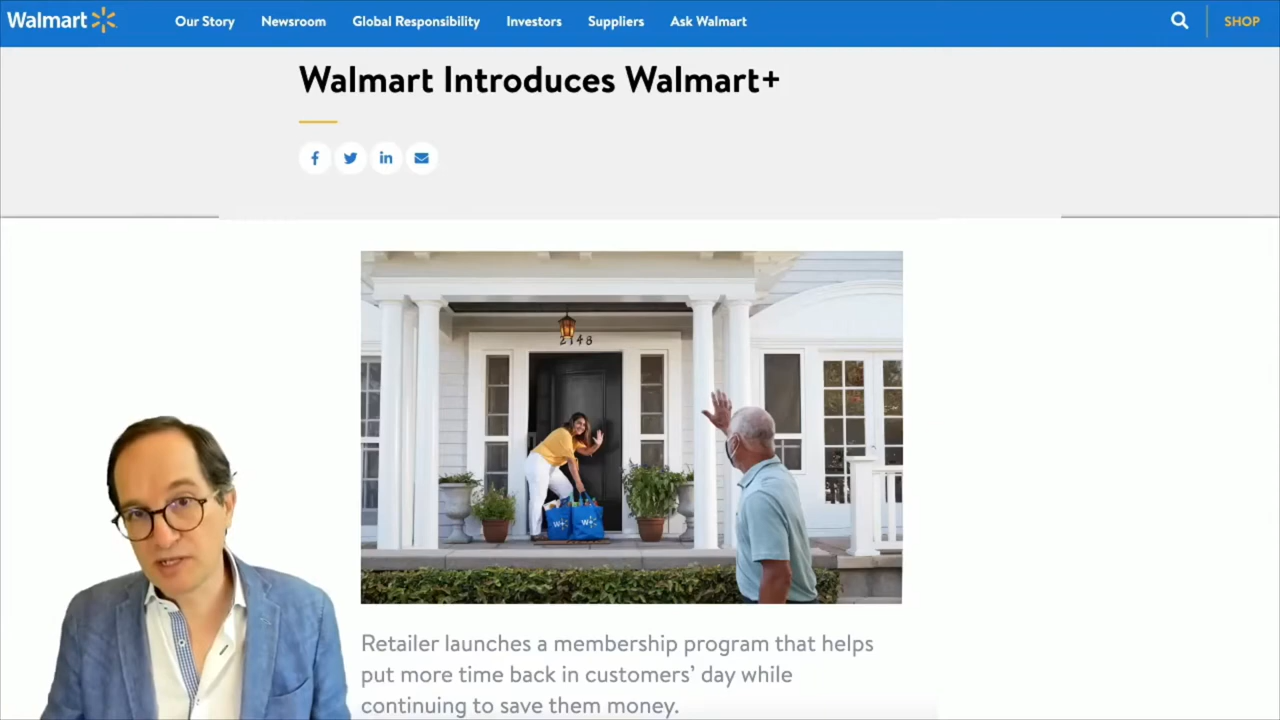 Walmart
Our Story Newsroom Global Responsibility Investors Suppliers Ask Walmart
SHOP
Walmart Introduces Walmart+
2148
Retailer launches a membership program that helps
put more time back in customers’ day while
continuing to save them money.